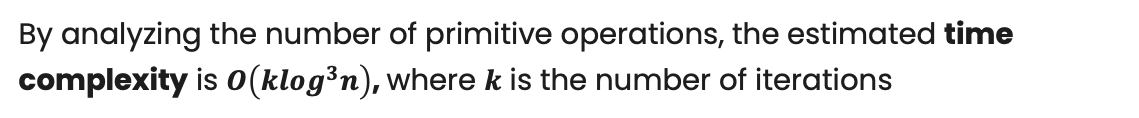 By analyzing the number of primitive operations, the estimated time
complexity is O(klog³n), where k is the number of iterations